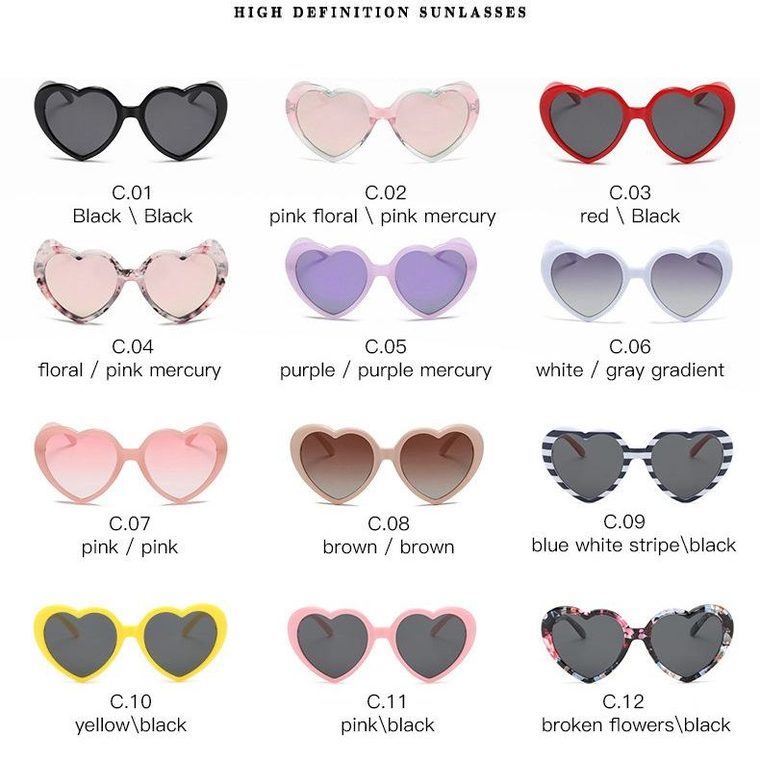 HIGH DEFINITION SUNLASSES
C.01
Black \ Black
C.02
pink floral \ pink mercury
C.03
red \ Black
C.04
floral / pink mercury
C.05
purple / purple mercury
C.06
white / gray gradient
C.07
pink / pink
C.08
brown / brown
C.09
blue white stripe\black
C.10
yellow\black
C.11
pink\black
C.12
broken flowers\black